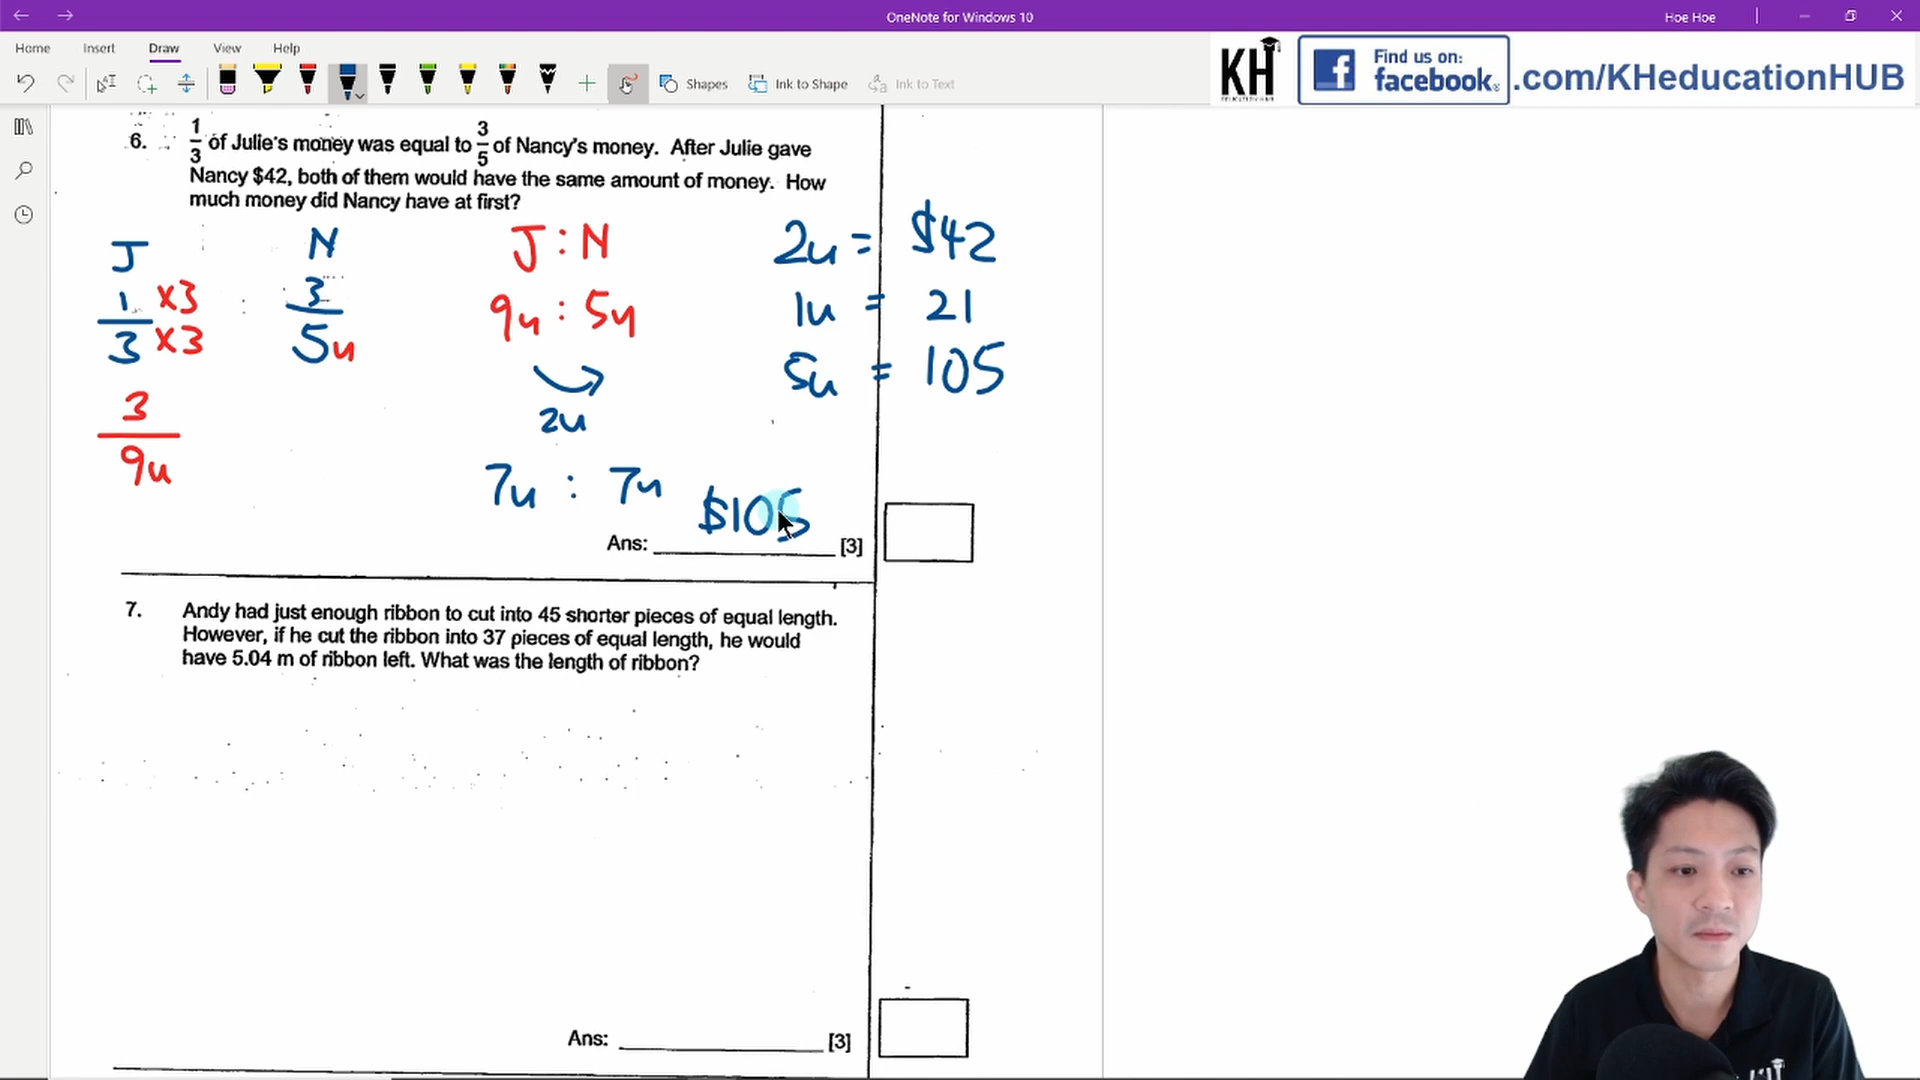 OneNote for Windows 10
Hoe Hoe
Home Insert Draw View Help
Shapes Ink to Shape Ink to Text
KH
Find us on:
facebook. .com/KHeducationHUB
6. 1/3 of Julie's money was equal to 3/5 of Nancy's money. After Julie gave
Nancy $42, both of them would have the same amount of money. How
much money did Nancy have at first?
J N
1/3 ×3 ×3 : 3/5u
3/9u
J : N
9u : 5u
2u
7u : 7u
2u = $42
1u = 21
5u = 105
$105
Ans: ____________ [3]
7. Andy had just enough ribbon to cut into 45 shorter pieces of equal length.
However, if he cut the ribbon into 37 pieces of equal length, he would
have 5.04 m of ribbon left. What was the length of ribbon?
Ans: ____________ [3]